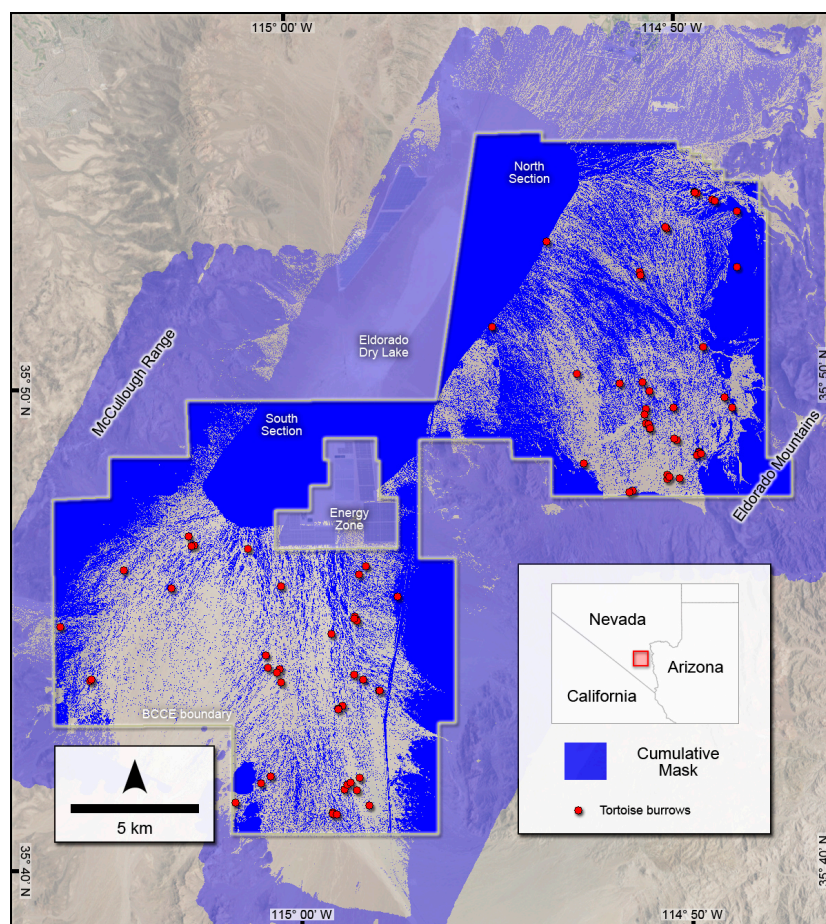 115° 00' W
114° 50' W
North
Section
McCullough Range
Eldorado
Dry Lake
35° 50' N
35° 50' N
South
Section
Energy
Zone
Eldorado Mountains
BCCE boundary
Nevada
Arizona
California
Cumulative
Mask
Tortoise burrows
5 km
35° 40' N
35° 40' N
115° 00' W
114° 50' W